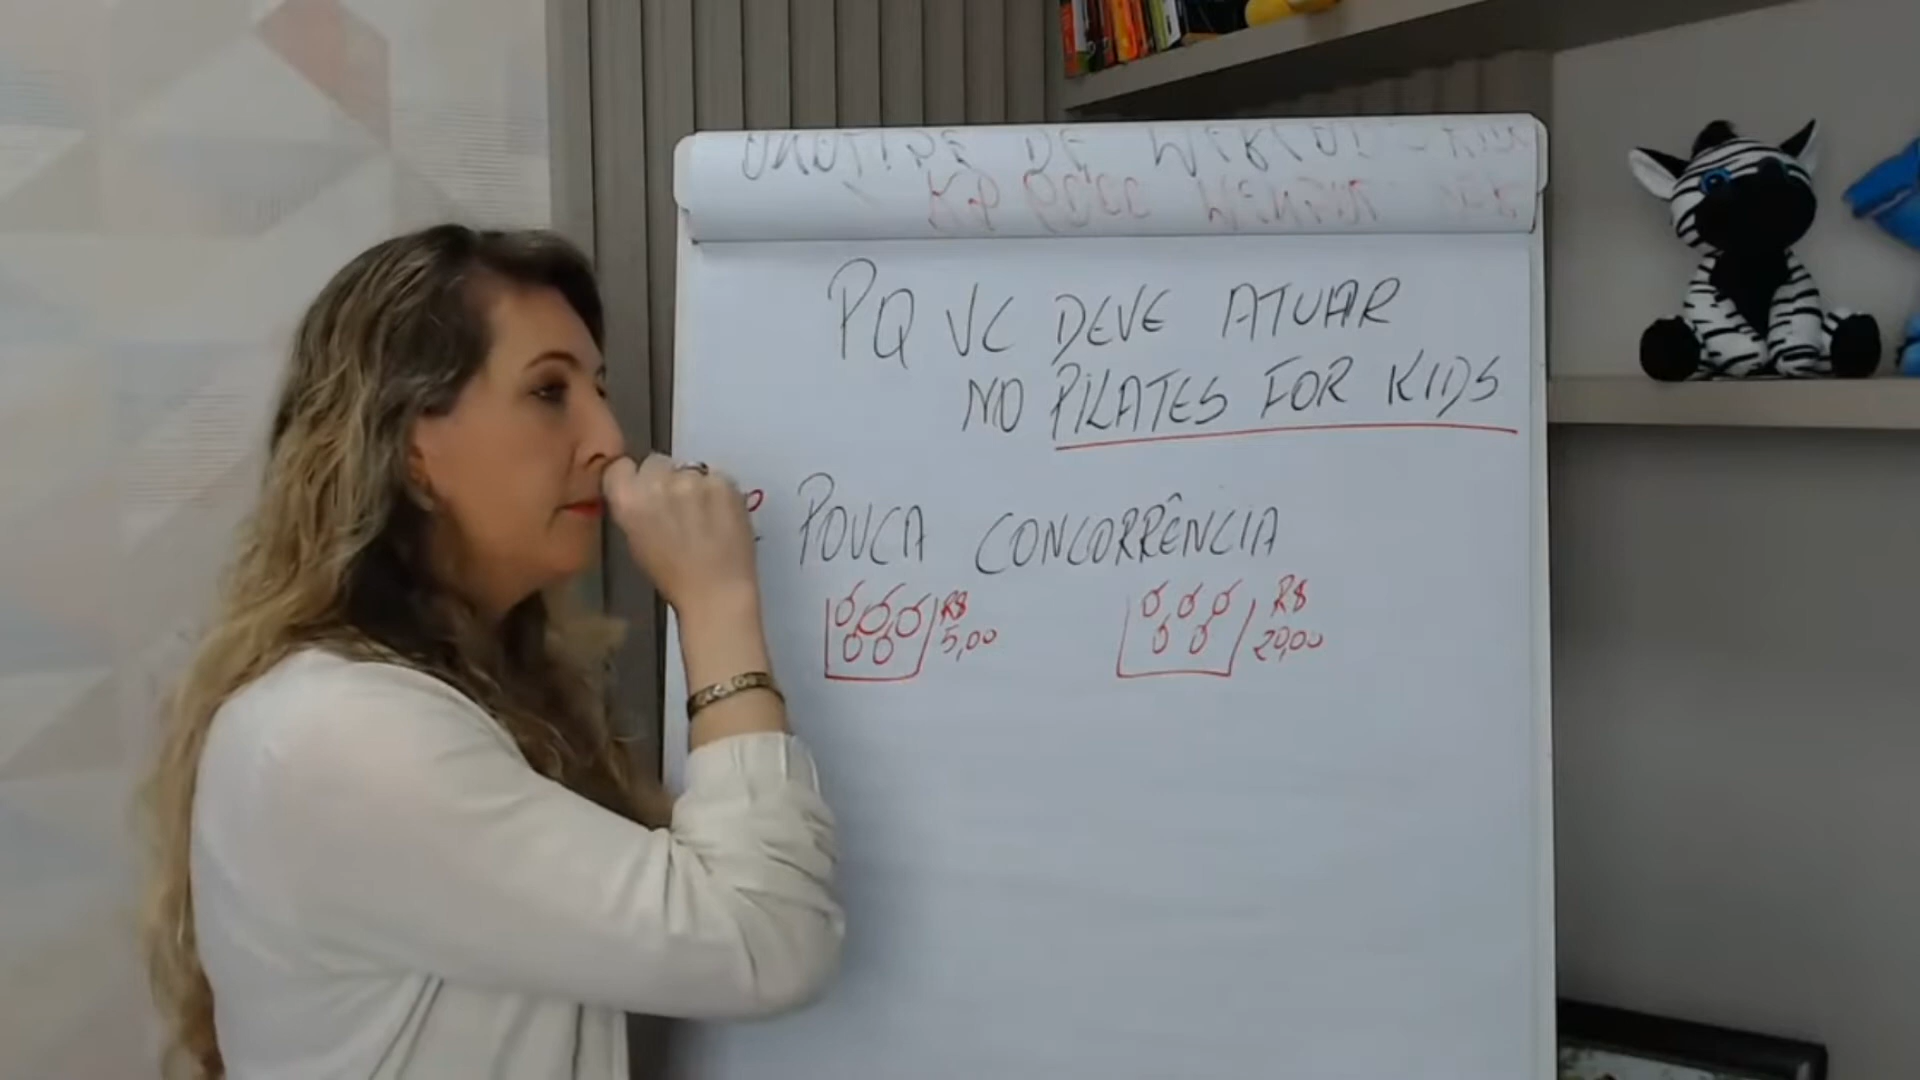 PQ VC DEVE ATUAR
NO PILATES FOR KIDS
POUCA CONCORRÊNCIA
R$ R$
5,00 20,00